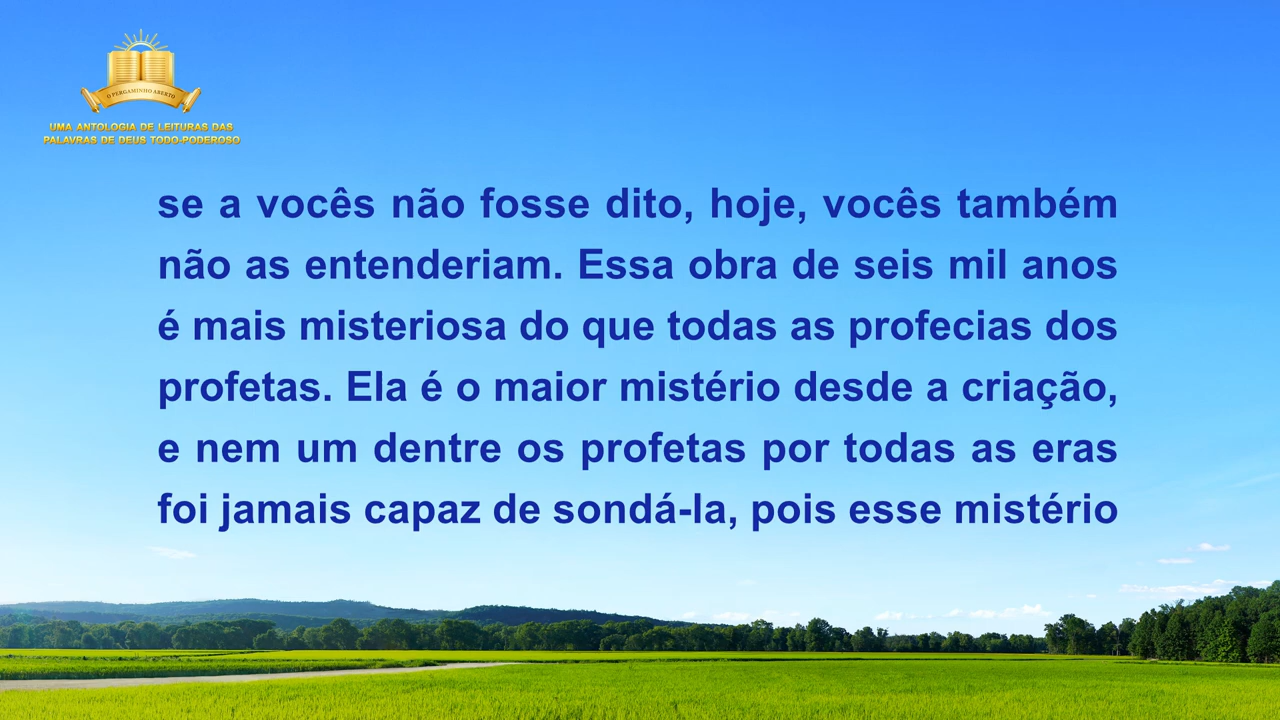 O PERGAMINHO ABERTO
UMA ANTOLOGIA DE LEITURAS DAS
PALAVRAS DE DEUS TODO-PODEROSO
se a vocês não fosse dito, hoje, vocês também
não as entenderiam. Essa obra de seis mil anos
é mais misteriosa do que todas as profecias dos
profetas. Ela é o maior mistério desde a criação,
e nem um dentre os profetas por todas as eras
foi jamais capaz de sondá-la, pois esse mistério